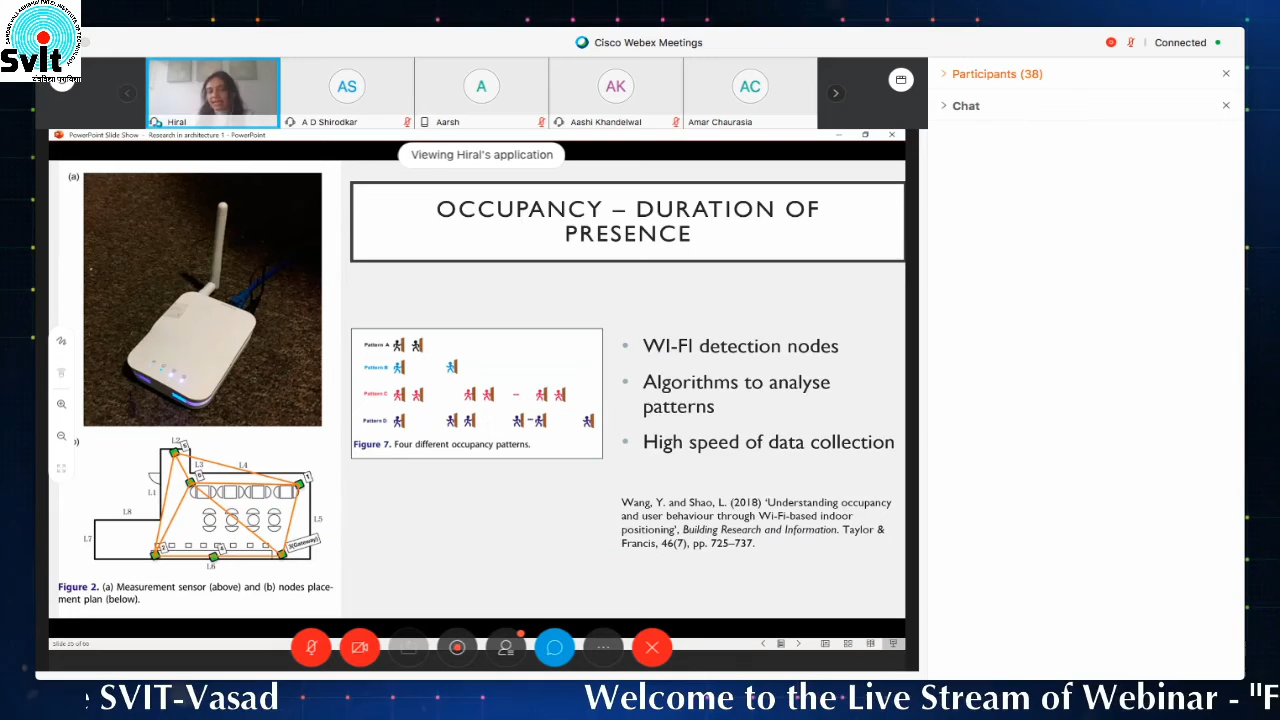 Svit
Cisco Webex Meetings
Connected
AS
A
AK
AC
Hiral
A D Shirodkar
Aarsh
Aashi Khandelwal
Amar Chaurasia
Participants (38)
Chat
PowerPoint Slide Show - Research in architecture 1 - PowerPoint
Viewing Hiral's application
(a)
OCCUPANCY – DURATION OF
PRESENCE
Pattern A
Pattern B
Pattern C
Pattern D
Figure 7. Four different occupancy patterns.
WI-FI detection nodes
Algorithms to analyse
patterns
High speed of data collection
Wang, Y. and Shao, L. (2018) ‘Understanding occupancy
and user behaviour through Wi-Fi-based indoor
positioning’, Building Research and Information. Taylor &
Francis, 46(7), pp. 725–737.
L2
L3
L4
L1
L8
L5
L7
L6
1
3(Gateway)
Figure 2. (a) Measurement sensor (above) and (b) nodes place-
ment plan (below).
SVIT-Vasad
Welcome to the Live Stream of Webinar - "F